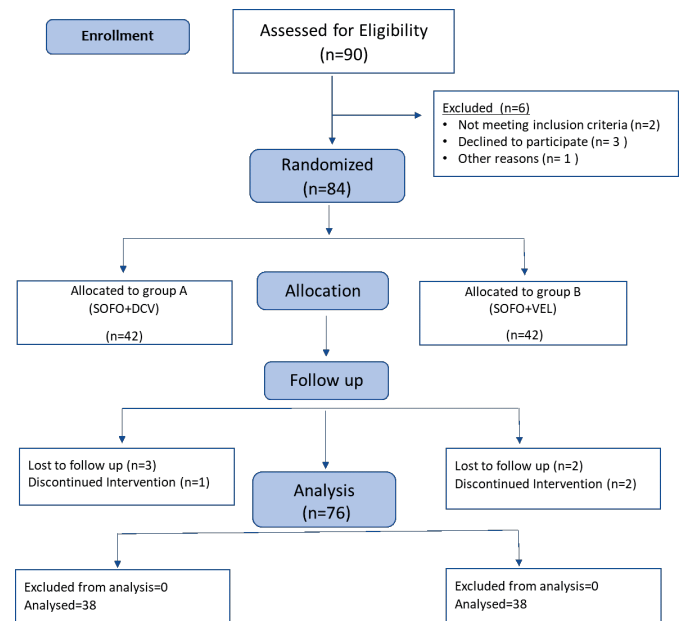 Enrollment
Assessed for Eligibility
(n=90)
Excluded (n=6)
• Not meeting inclusion criteria (n=2)
• Declined to participate (n= 3 )
• Other reasons (n= 1 )
Randomized
(n=84)
Allocated to group A
(SOFO+DCV)
(n=42)
Allocation
Allocated to group B
(SOFO+VEL)
(n=42)
Follow up
Lost to follow up (n=3)
Discontinued Intervention (n=1)
Lost to follow up (n=2)
Discontinued Intervention (n=2)
Analysis
(n=76)
Excluded from analysis=0
Analysed=38
Excluded from analysis=0
Analysed=38